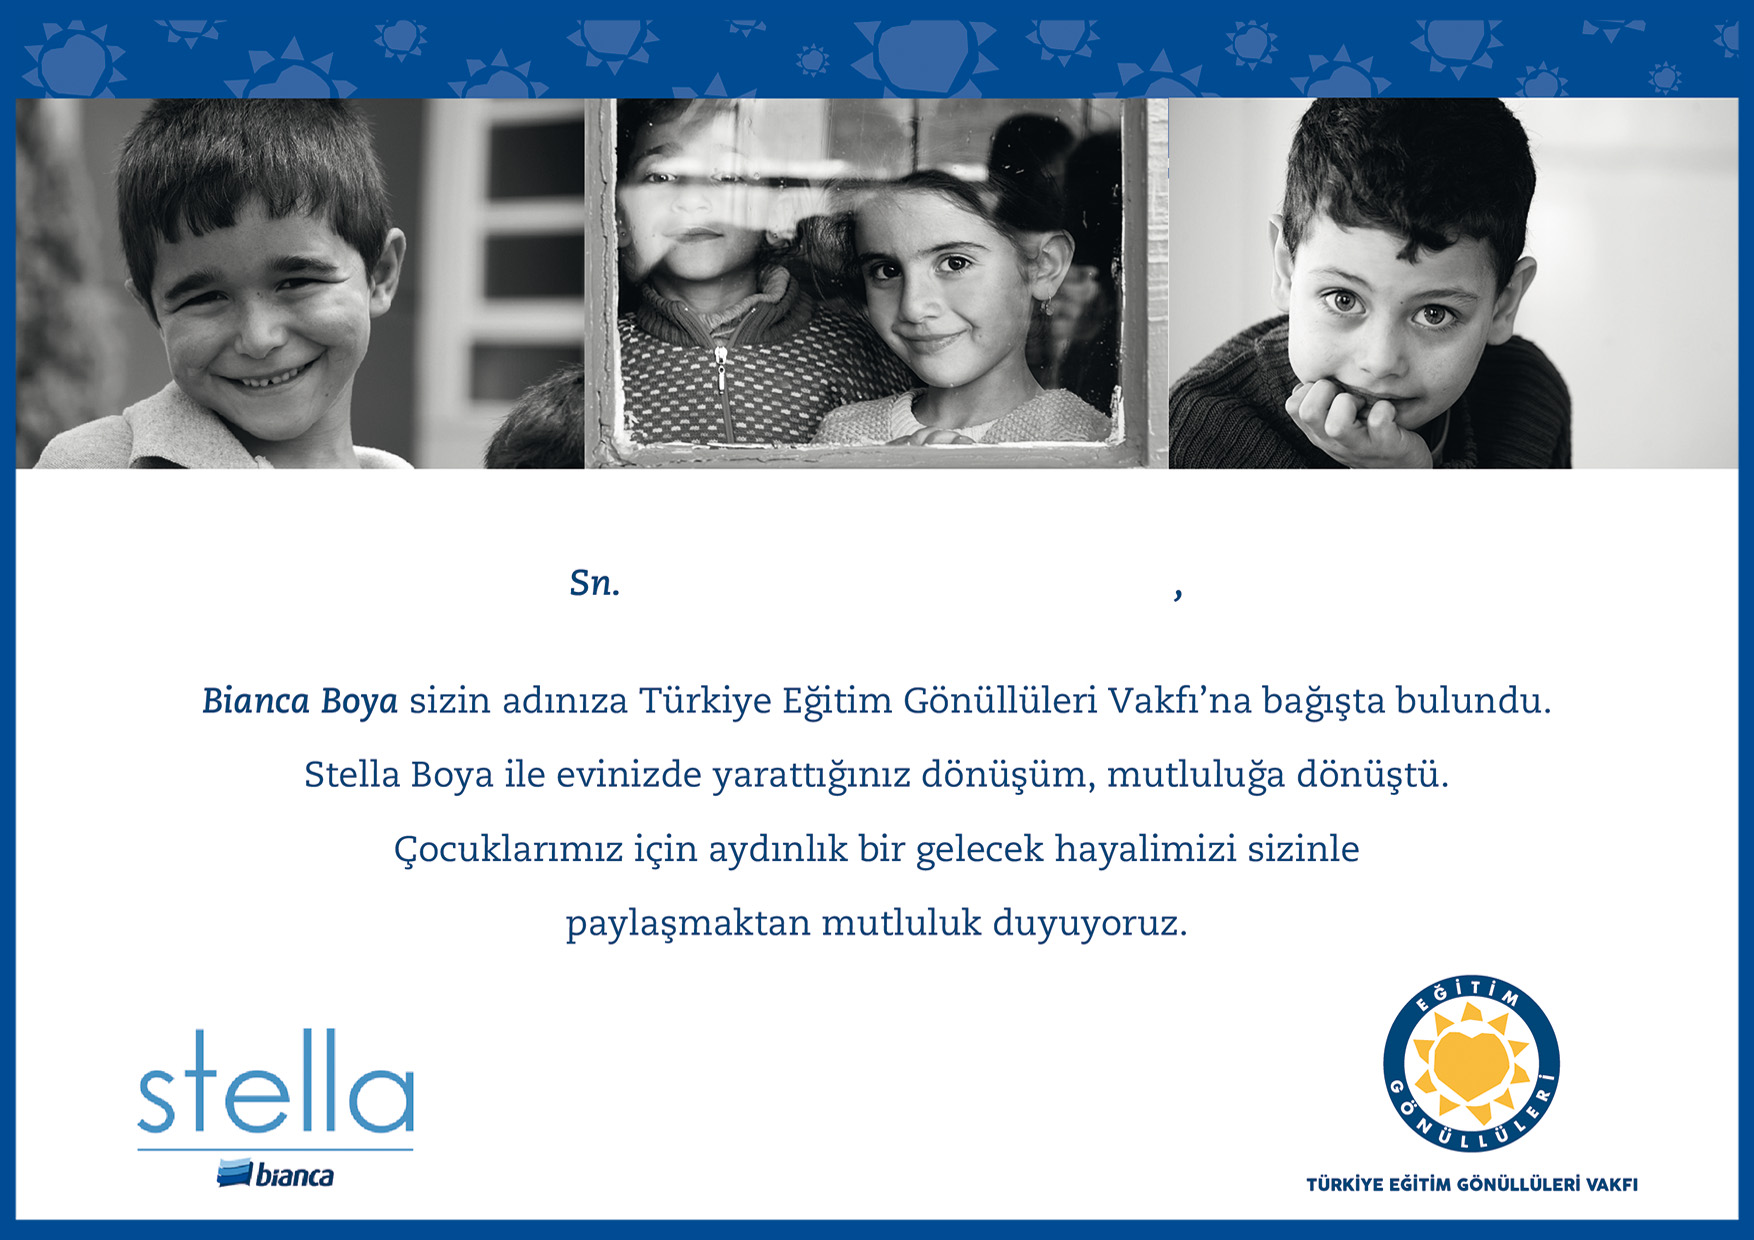 Sn. ,
Bianca Boya sizin adınıza Türkiye Eğitim Gönüllüleri Vakfı’na bağışta bulundu.
Stella Boya ile evinizde yarattığınız dönüşüm, mutluluğa dönüştü.
Çocuklarımız için aydınlık bir gelecek hayalimizi sizinle
paylaşmaktan mutluluk duyuyoruz.
stella
bianca
EĞİTİM
GÖNÜLLÜLERİ
TÜRKİYE EĞİTİM GÖNÜLLÜLERİ VAKFI